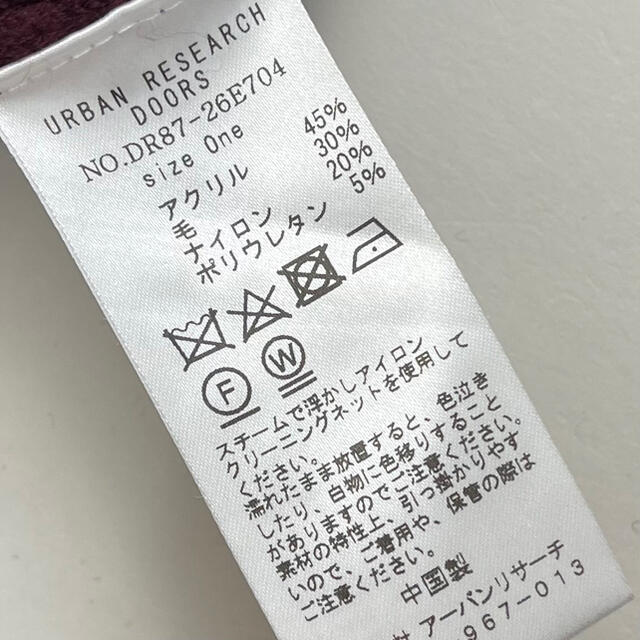 URBAN RESEARCH
DOORS
NO.DR87-26E704
size One
アクリル 45%
毛 30%
ナイロン 20%
ポリウレタン 5%
F W
スチームで浮かしアイロン
クリーニングネットを使用して
ください。
濡れたまま放置すると、色泣き
したり、白物に色移りすること
がありますのでご注意ください。
素材の特性上、引っ掛かりやす
いので、ご着用や、保管の際は
ご注意ください。
中国製
アーバンリサーチ
967-013